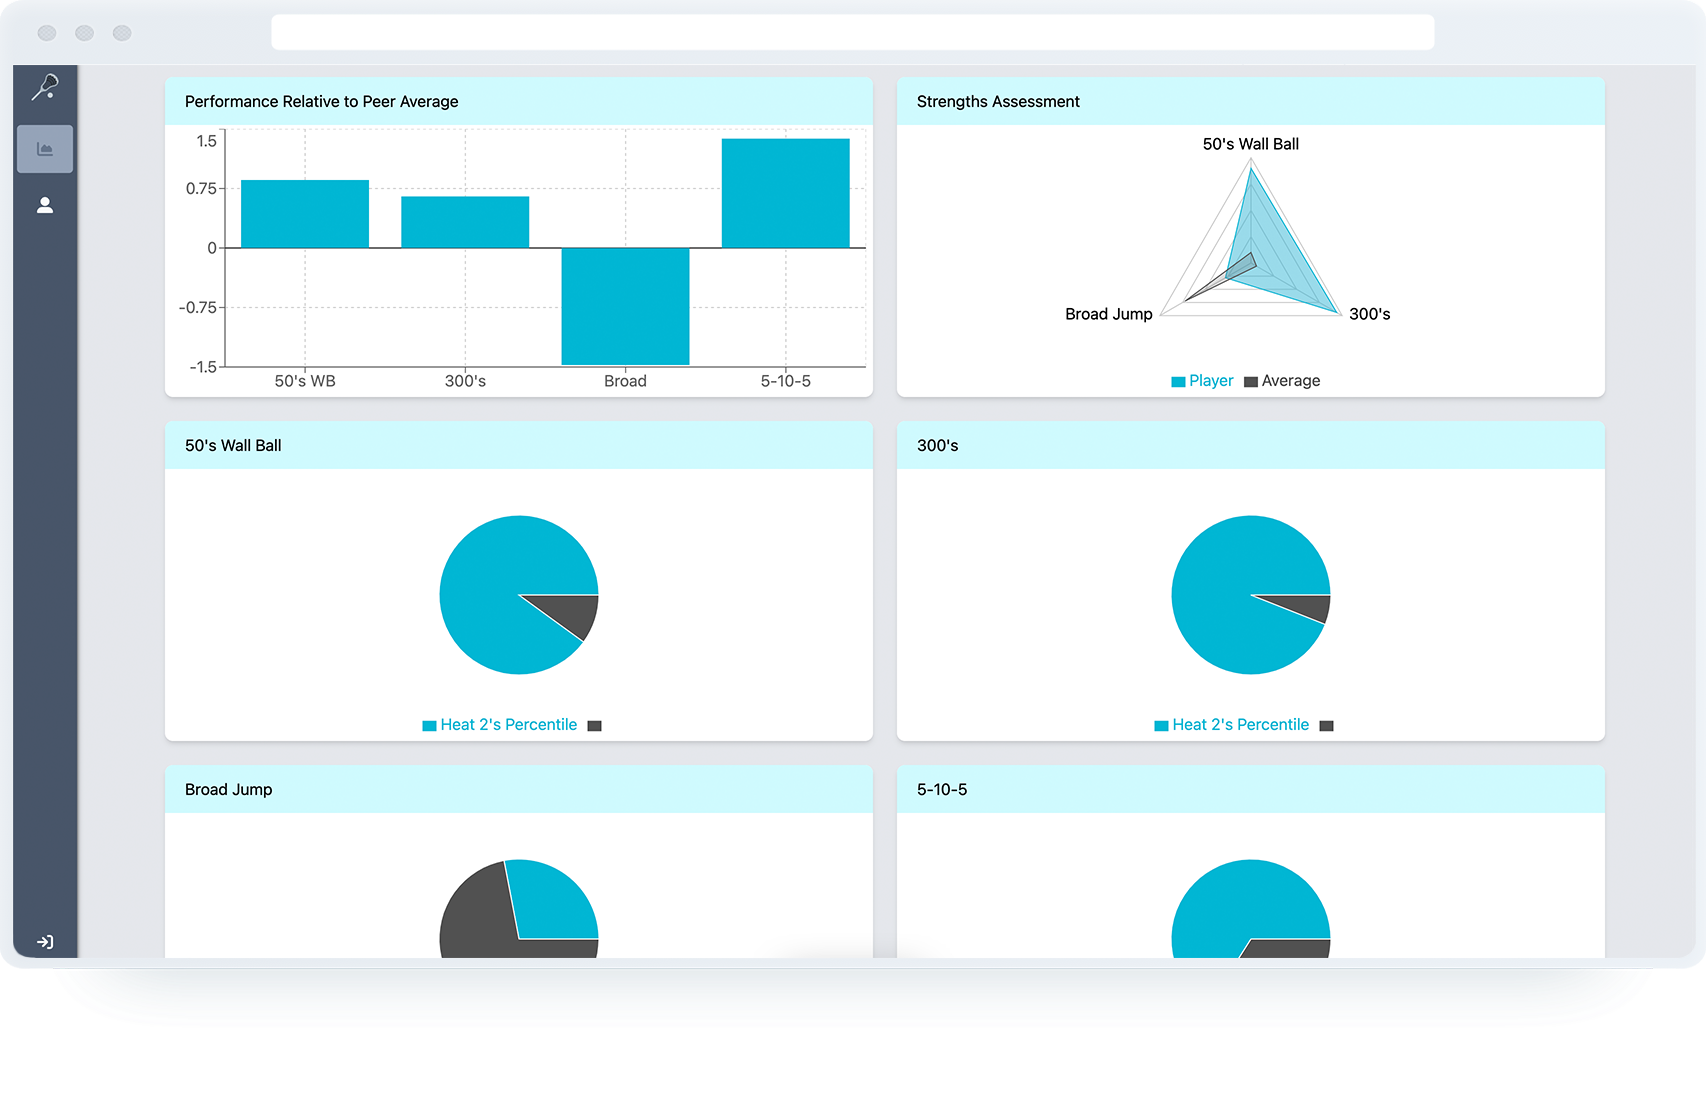 Performance Relative to Peer Average
1.5
0.75
0
-0.75
-1.5
50's WB
300's
Broad
5-10-5
Strengths Assessment
50's Wall Ball
Broad Jump
300's
Player
Average
50's Wall Ball
Heat 2's Percentile
300's
Heat 2's Percentile
Broad Jump
5-10-5